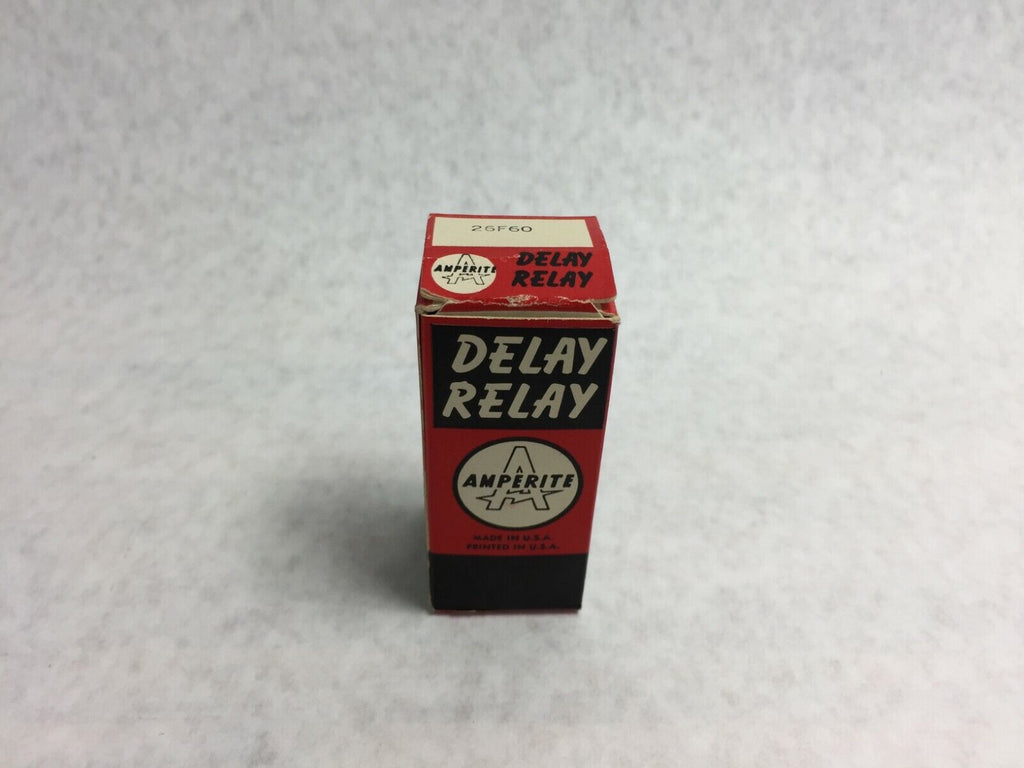 26F60
AMPERITE
DELAY
RELAY
DELAY
RELAY
AMPERITE
MADE IN U.S.A.
PRINTED IN U.S.A.